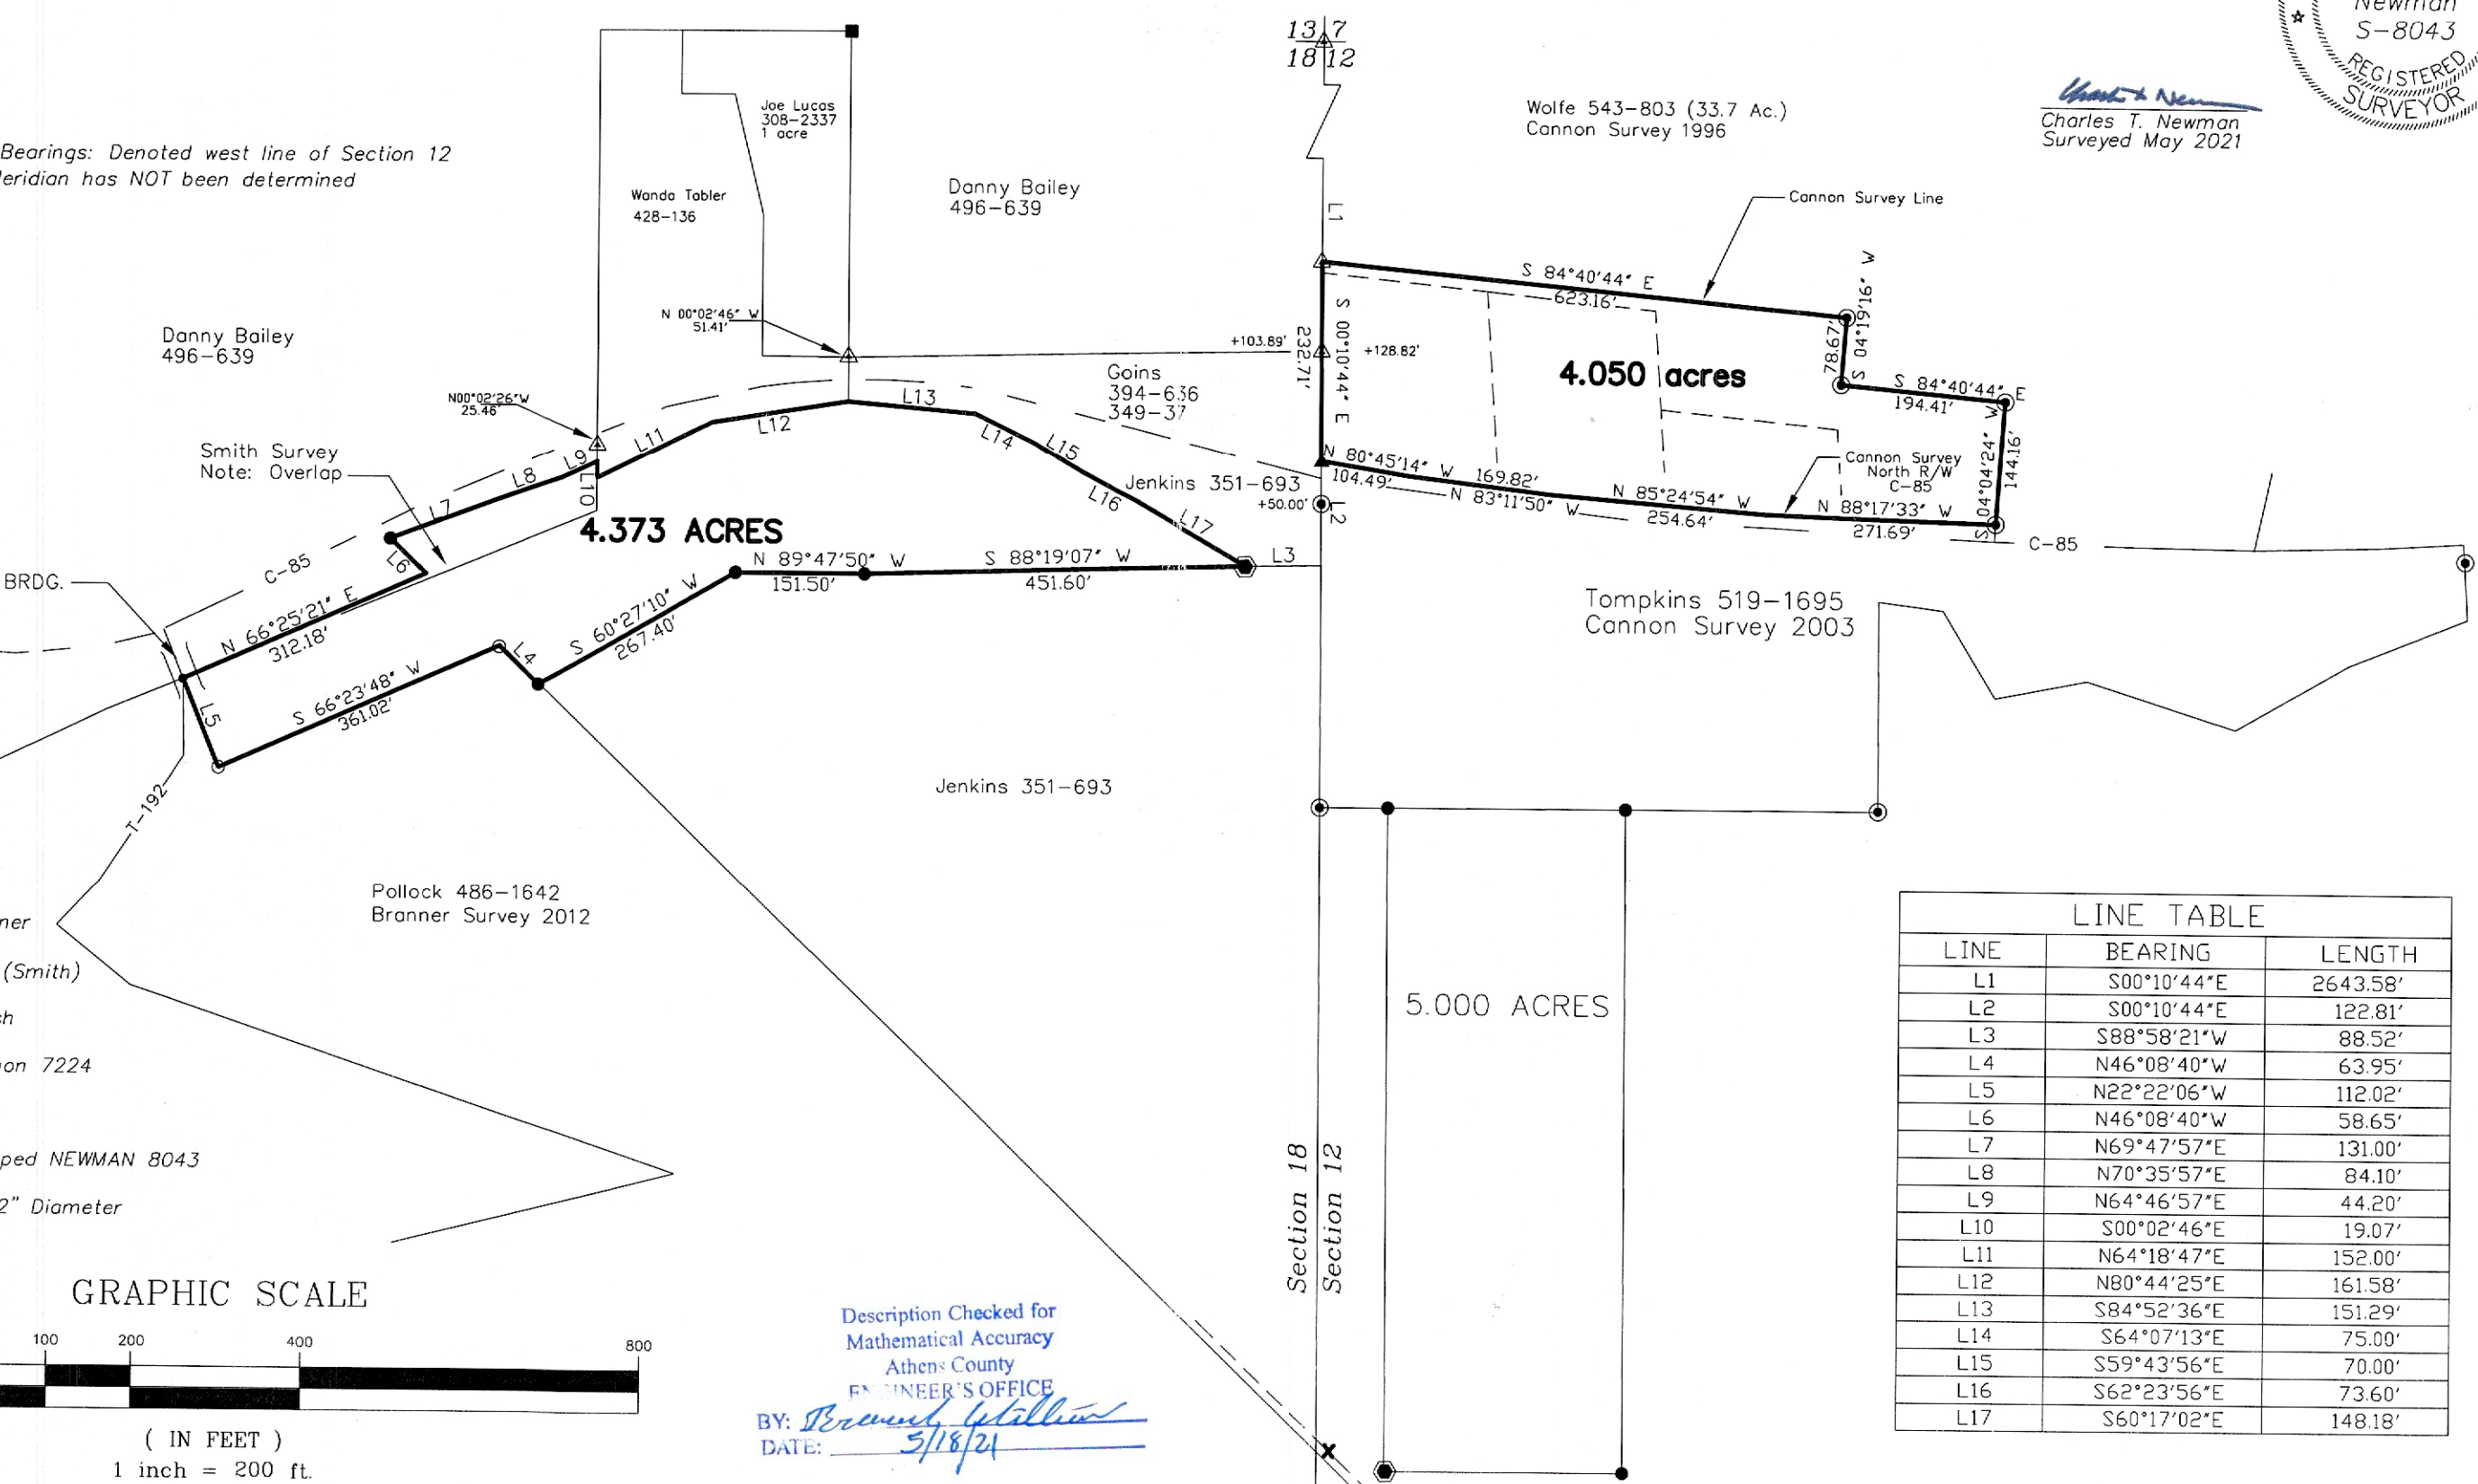 Newman
S-8043
REGISTERED
SURVEYOR
Charles T. Newman
Surveyed May 2021
13 7
18 12
Wolfe 543-803 (33.7 Ac.)
Cannon Survey 1996
Joe Lucas
308-2337
1 acre
Bearings: Denoted west line of Section 12
eridian has NOT been determined
Wanda Tabler
428-136
Danny Bailey
496-639
Cannon Survey Line
L1
S 84°40'44" E
623.16'
S 04°19'16" W
78.67'
N 00°02'46" W
51.41'
Danny Bailey
496-639
+103.89'
232.71'
S 00°10'44" E
+128.82'
4.050 acres
S 84°40'44" E
194.41'
Goins
394-636
349-37
N00°02'26"W
25.46'
L13
L12
L11
L14
L15
Smith Survey
Note: Overlap
L9
L8
L10
L7
Jenkins 351-693
+50.00'
L2
L16
L17
N 80°45'14" W
104.49'
169.82'
N 83°11'50" W
N 85°24'54" W
254.64'
Cannon Survey
North R/W
C-85
N 88°17'33" W
271.69'
S 04°04'24" W
144.16'
C-85
4.373 ACRES
L6
C-85
BRDG.
N 89°47'50" W
151.50'
S 88°19'07" W
451.60'
L3
N 66°25'21" E
312.18'
S 60°27'10" W
267.40'
L4
Tompkins 519-1695
Cannon Survey 2003
L5
S 66°23'48" W
361.02'
T-192
Jenkins 351-693
Pollock 486-1642
Branner Survey 2012
ner
(Smith)
sh
on 7224
ped NEWMAN 8043
2" Diameter
5.000 ACRES
Section 18
Section 12
LINE TABLE
LINE BEARING LENGTH
L1 S00°10'44"E 2643.58'
L2 S00°10'44"E 122.81'
L3 S88°58'21"W 88.52'
L4 N46°08'40"W 63.95'
L5 N22°22'06"W 112.02'
L6 N46°08'40"W 58.65'
L7 N69°47'57"E 131.00'
L8 N70°35'57"E 84.10'
L9 N64°46'57"E 44.20'
L10 S00°02'46"E 19.07'
L11 N64°18'47"E 152.00'
L12 N80°44'25"E 161.58'
L13 S84°52'36"E 151.29'
L14 S64°07'13"E 75.00'
L15 S59°43'56"E 70.00'
L16 S62°23'56"E 73.60'
L17 S60°17'02"E 148.18'
GRAPHIC SCALE
100 200 400 800
( IN FEET )
1 inch = 200 ft.
Description Checked for
Mathematical Accuracy
Athens County
ENGINEER'S OFFICE
BY:
DATE: 5/18/21